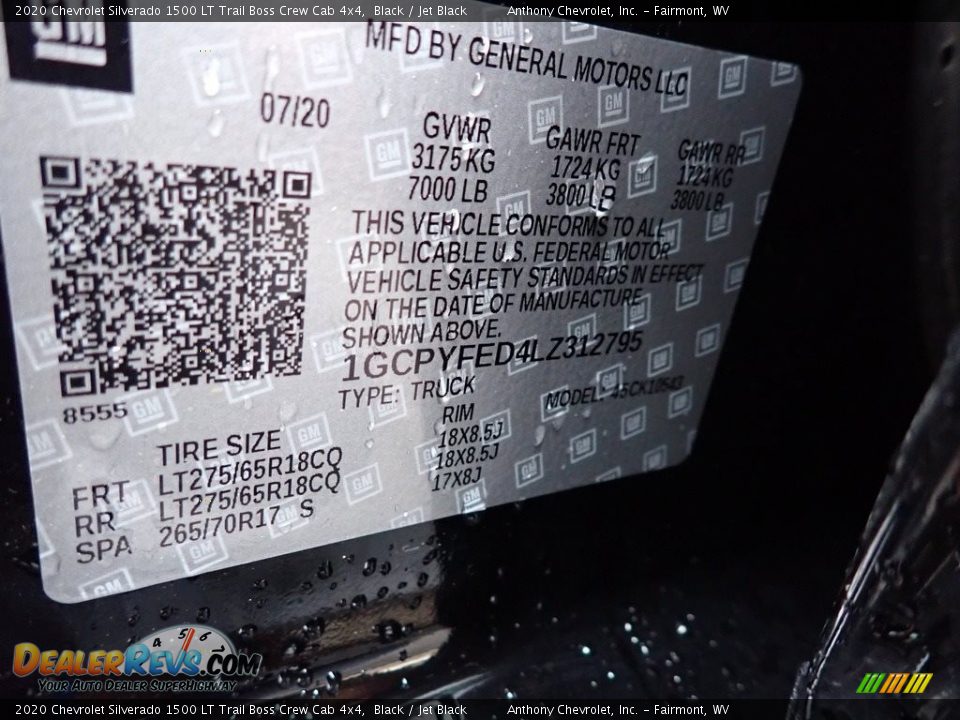 2020 Chevrolet Silverado 1500 LT Trail Boss Crew Cab 4x4, Black / Jet Black Anthony Chevrolet, Inc. – Fairmont, WV
GM
MFD BY GENERAL MOTORS LLC
07/20
GVWR GAWR FRT GAWR RR
3175 KG 1724 KG 1724 KG
7000 LB 3800 LB 3800 LB
THIS VEHICLE CONFORMS TO ALL
APPLICABLE U.S. FEDERAL MOTOR
VEHICLE SAFETY STANDARDS IN EFFECT
ON THE DATE OF MANUFACTURE
SHOWN ABOVE.
1GCPYFED4LZ312795
TYPE: TRUCK MODEL:
8555
TIRE SIZE RIM
FRT LT275/65R18CQ 18X8.5J
RR LT275/65R18CQ 18X8.5J
SPA 265/70R17 S 17X8J
4 5 6
DealerRevs.com
Your Auto Dealer SuperHighway
2020 Chevrolet Silverado 1500 LT Trail Boss Crew Cab 4x4, Black / Jet Black Anthony Chevrolet, Inc. – Fairmont, WV